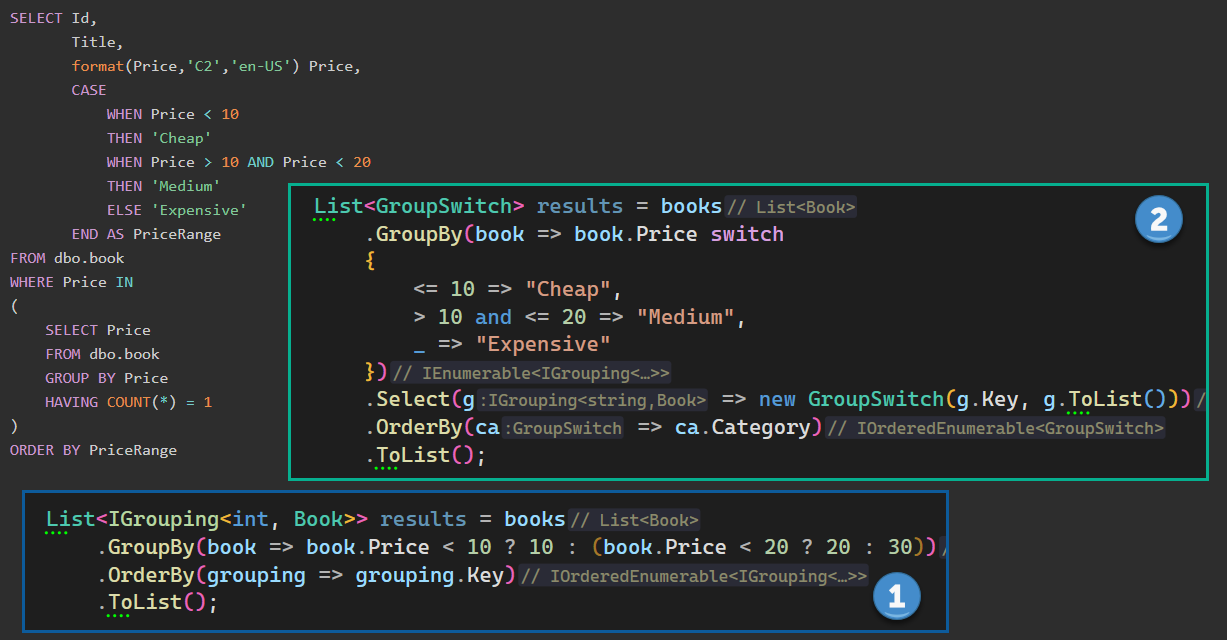 SELECT Id,
Title,
format(Price,'C2','en-US') Price,
CASE
WHEN Price < 10
THEN 'Cheap'
WHEN Price > 10 AND Price < 20
THEN 'Medium'
ELSE 'Expensive'
END AS PriceRange
FROM dbo.book
WHERE Price IN
(
SELECT Price
FROM dbo.book
GROUP BY Price
HAVING COUNT(*) = 1
)
ORDER BY PriceRange
List<GroupSwitch> results = books // List<Book>
.GroupBy(book => book.Price switch
{
<= 10 => "Cheap",
> 10 and <= 20 => "Medium",
_ => "Expensive"
}) // IEnumerable<IGrouping<…>>
.Select(g :IGrouping<string,Book> => new GroupSwitch(g.Key, g.ToList())) /
.OrderBy(ca :GroupSwitch => ca.Category) // IOrderedEnumerable<GroupSwitch>
.ToList();
2
List<IGrouping<int, Book>> results = books // List<Book>
.GroupBy(book => book.Price < 10 ? 10 : (book.Price < 20 ? 20 : 30)) /
.OrderBy(grouping => grouping.Key) // IOrderedEnumerable<IGrouping<…>>
.ToList();
1